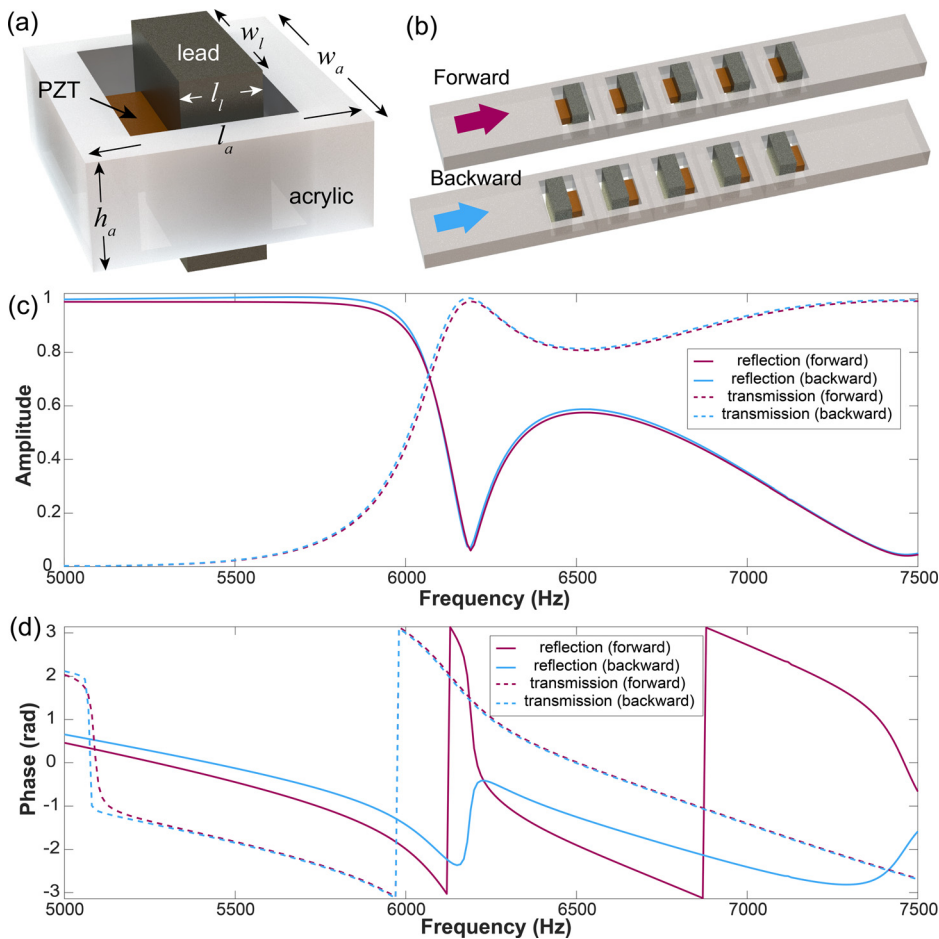 (a)
lead
PZT
w_l
w_a
l_l
l_a
h_a
acrylic
(b)
Forward
Backward
(c)
1
0.8
0.6
0.4
0.2
0
Amplitude
reflection (forward)
reflection (backward)
transmission (forward)
transmission (backward)
5000 5500 6000 6500 7000 7500
Frequency (Hz)
(d)
3
2
1
0
-1
-2
-3
Phase (rad)
reflection (forward)
reflection (backward)
transmission (forward)
transmission (backward)
5000 5500 6000 6500 7000 7500
Frequency (Hz)